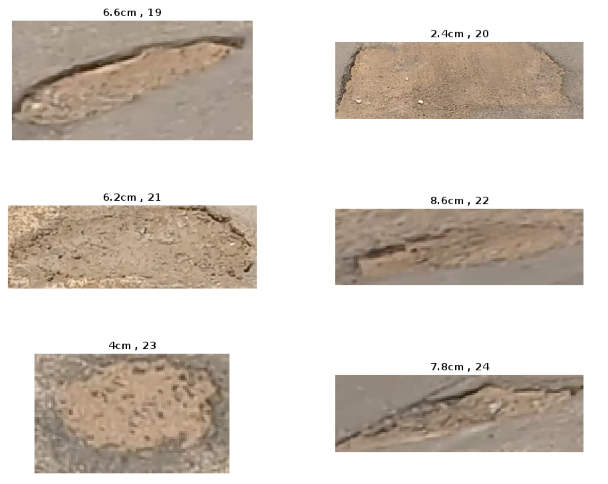 6.6cm , 19
2.4cm , 20
6.2cm , 21
8.6cm , 22
4cm , 23
7.8cm , 24